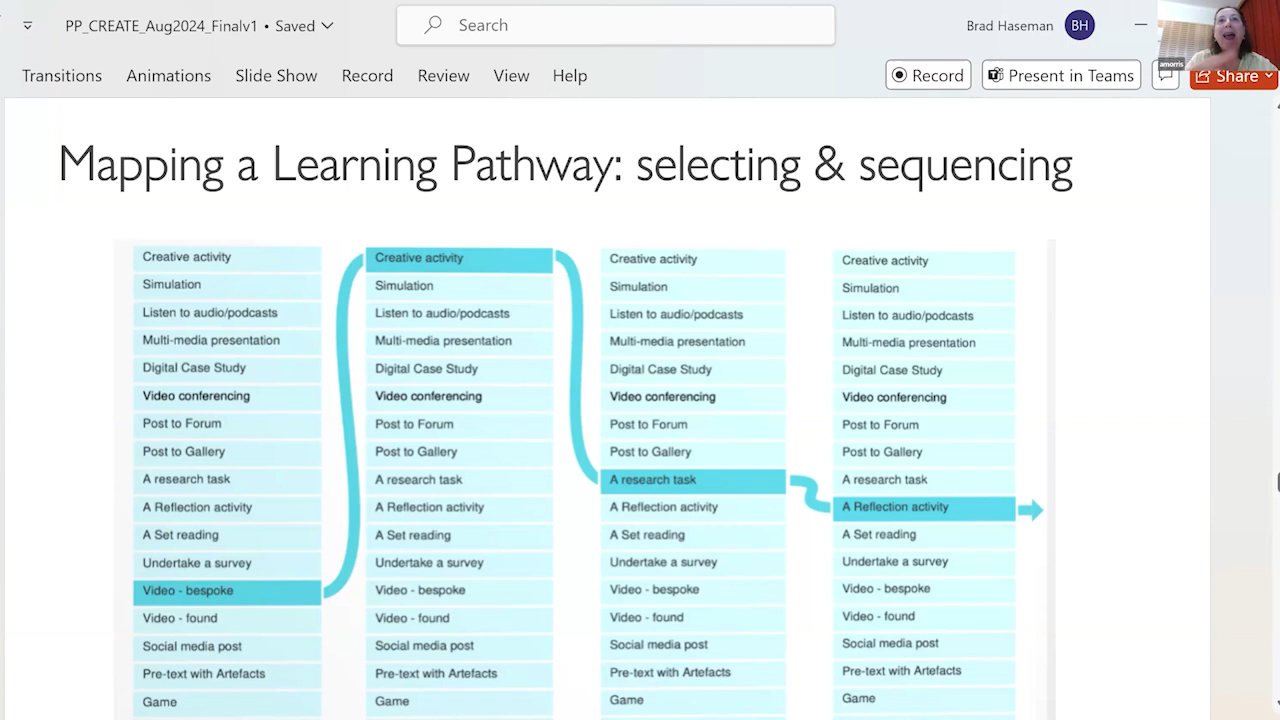 PP_CREATE_Aug2024_Finalv1 • Saved
Search
Brad Haseman
BH
amorris
Transitions
Animations
Slide Show
Record
Review
View
Help
Record
Present in Teams
Share
Mapping a Learning Pathway: selecting & sequencing
Creative activity
Simulation
Listen to audio/podcasts
Multi-media presentation
Digital Case Study
Video conferencing
Post to Forum
Post to Gallery
A research task
A Reflection activity
A Set reading
Undertake a survey
Video - bespoke
Video - found
Social media post
Pre-text with Artefacts
Game
Creative activity
Simulation
Listen to audio/podcasts
Multi-media presentation
Digital Case Study
Video conferencing
Post to Forum
Post to Gallery
A research task
A Reflection activity
A Set reading
Undertake a survey
Video - bespoke
Video - found
Social media post
Pre-text with Artefacts
Game
Creative activity
Simulation
Listen to audio/podcasts
Multi-media presentation
Digital Case Study
Video conferencing
Post to Forum
Post to Gallery
A research task
A Reflection activity
A Set reading
Undertake a survey
Video - bespoke
Video - found
Social media post
Pre-text with Artefacts
Game
Creative activity
Simulation
Listen to audio/podcasts
Multi-media presentation
Digital Case Study
Video conferencing
Post to Forum
Post to Gallery
A research task
A Reflection activity
A Set reading
Undertake a survey
Video - bespoke
Video - found
Social media post
Pre-text with Artefacts
Game